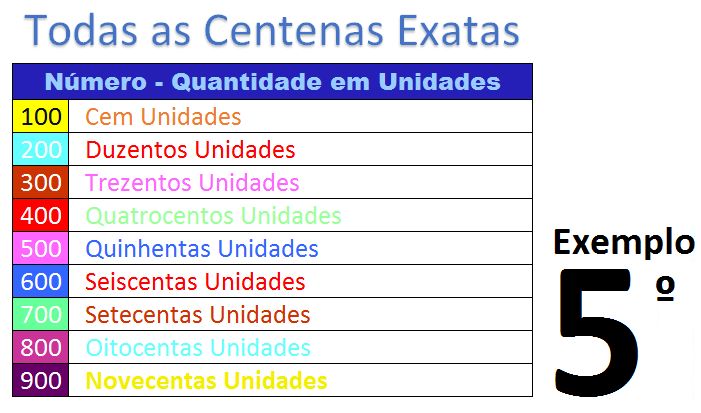 Todas as Centenas Exatas
Número - Quantidade em Unidades
100 Cem Unidades
200 Duzentos Unidades
300 Trezentos Unidades
400 Quatrocentos Unidades
500 Quinhentas Unidades
600 Seiscentas Unidades
700 Setecentas Unidades
800 Oitocentas Unidades
900 Novecentas Unidades
Exemplo
5º